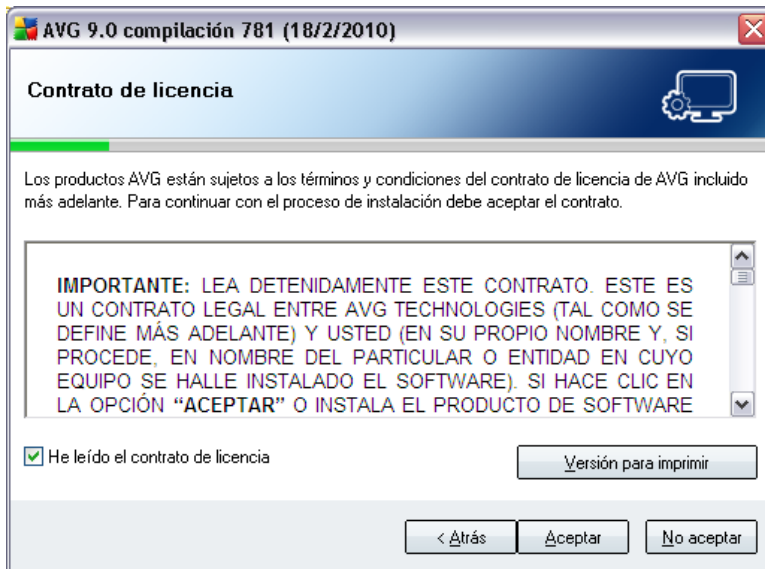 AVG 9.0 compilación 781 (18/2/2010)
Contrato de licencia
Los productos AVG están sujetos a los términos y condiciones del contrato de licencia de AVG incluido
más adelante. Para continuar con el proceso de instalación debe aceptar el contrato.
IMPORTANTE: LEA DETENIDAMENTE ESTE CONTRATO. ESTE ES
UN CONTRATO LEGAL ENTRE AVG TECHNOLOGIES (TAL COMO SE
DEFINE MÁS ADELANTE) Y USTED (EN SU PROPIO NOMBRE Y, SI
PROCEDE, EN NOMBRE DEL PARTICULAR O ENTIDAD EN CUYO
EQUIPO SE HALLE INSTALADO EL SOFTWARE). SI HACE CLIC EN
LA OPCIÓN “ACEPTAR” O INSTALA EL PRODUCTO DE SOFTWARE
He leído el contrato de licencia
Versión para imprimir
< Atrás
Aceptar
No aceptar